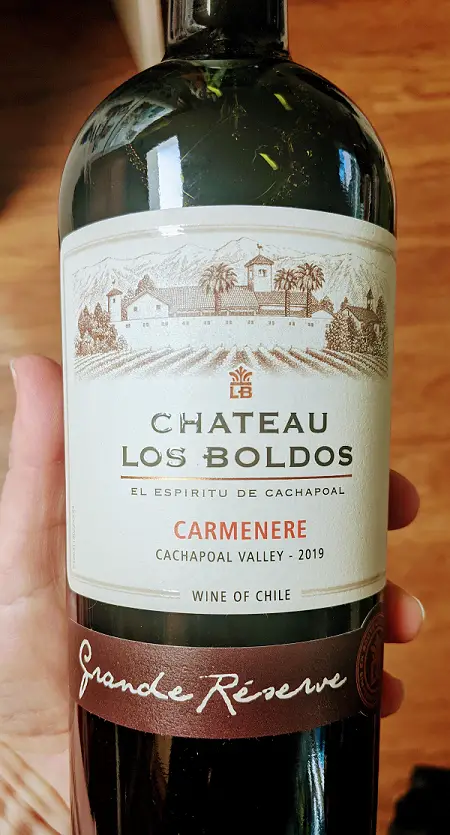 LB
CHATEAU
LOS BOLDOS
EL ESPIRITU DE CACHAPOAL
CARMENERE
CACHAPOAL VALLEY - 2019
WINE OF CHILE
Grande Réserve